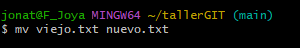 jonat@F_Joya MINGW64 ~/tallerGIT (main)
$ mv viejo.txt nuevo.txt